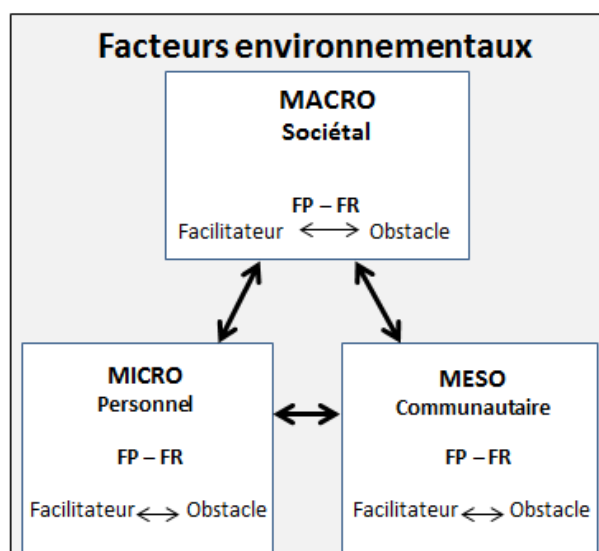 Facteurs environnementaux
MACRO
Sociétal
FP – FR
Facilitateur Obstacle
MICRO
Personnel
FP – FR
Facilitateur Obstacle
MESO
Communautaire
FP – FR
Facilitateur Obstacle